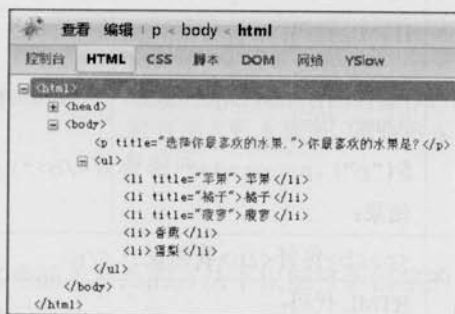 查看 编辑 | p < body < html
控制台 HTML CSS 脚本 DOM 网络 YSlow
<html>
<head>
<body>
<p title="选择你最喜欢的水果.">你最喜欢的水果是?</p>
<ul>
<li title="苹果">苹果</li>
<li title="橘子">橘子</li>
<li title="菠萝">菠萝</li>
<li>香蕉</li>
<li>雪梨</li>
</ul>
</body>
</html>